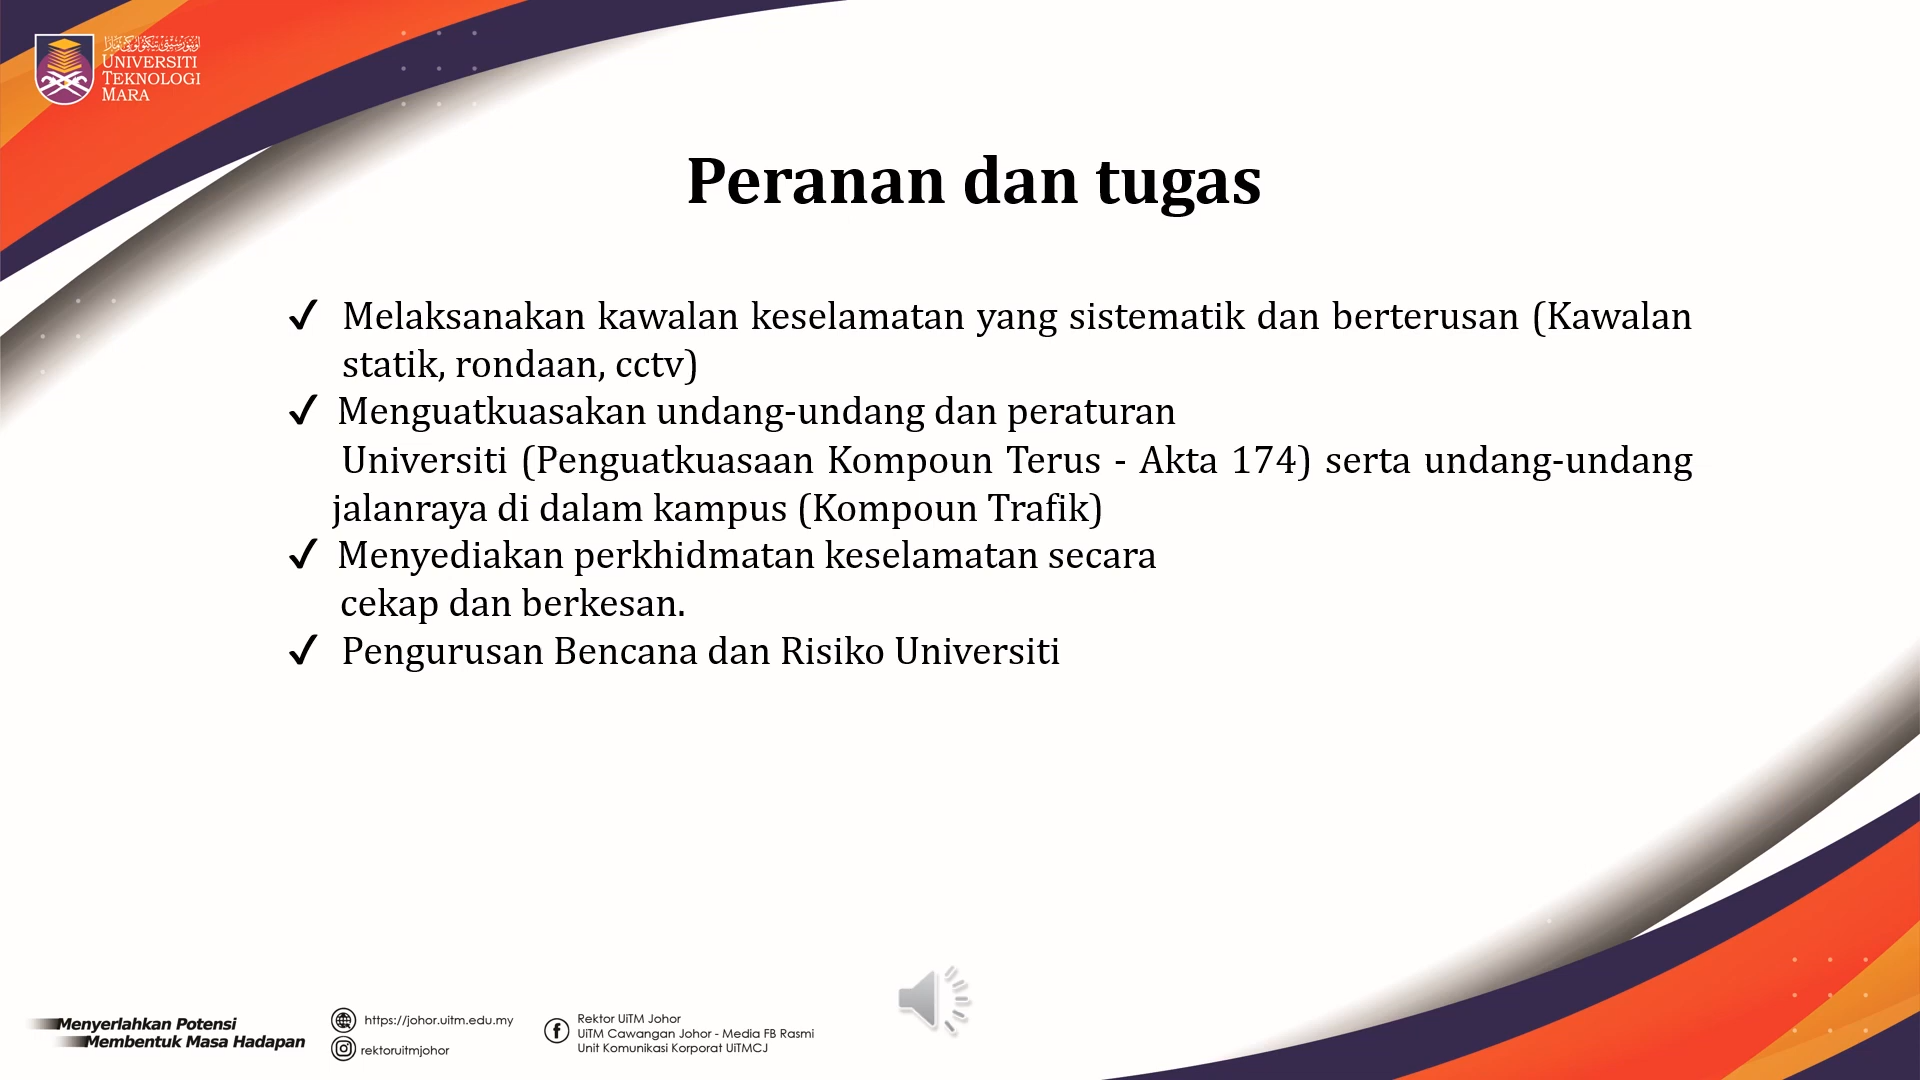 UNIVERSITI
TEKNOLOGI
MARA
Peranan dan tugas
✓ Melaksanakan kawalan keselamatan yang sistematik dan berterusan (Kawalan
statik, rondaan, cctv)
✓ Menguatkuasakan undang-undang dan peraturan
Universiti (Penguatkuasaan Kompoun Terus - Akta 174) serta undang-undang
jalanraya di dalam kampus (Kompoun Trafik)
✓ Menyediakan perkhidmatan keselamatan secara
cekap dan berkesan.
✓ Pengurusan Bencana dan Risiko Universiti
Menyerlahkan Potensi
Membentuk Masa Hadapan
https://johor.uitm.edu.my
rektoruitmjohor
Rektor UiTM Johor
UiTM Cawangan Johor - Media FB Rasmi
Unit Komunikasi Korporat UiTMCJ